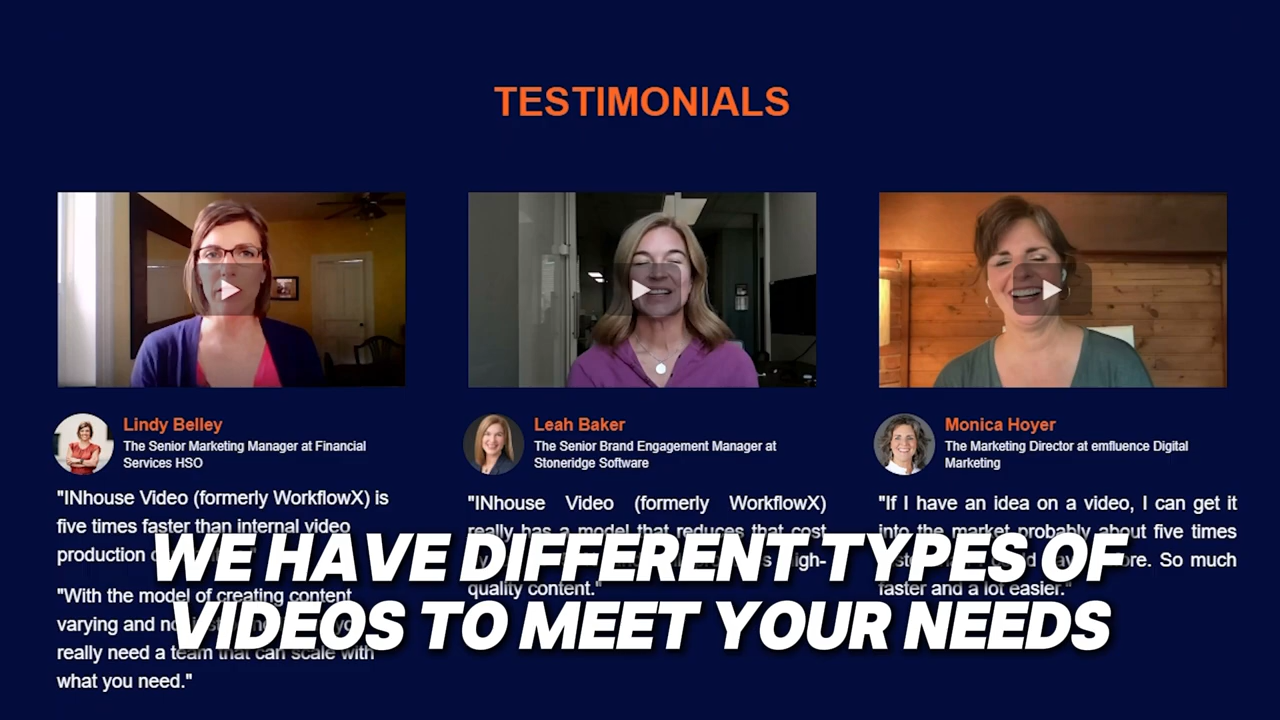 TESTIMONIALS
Lindy Belley
The Senior Marketing Manager at Financial
Services HSO
"INhouse Video (formerly WorkflowX) is
five times faster than internal video
production
"With the model of creating content
varying and
really need a team that can scale with
what you need."
Leah Baker
The Senior Brand Engagement Manager at
Stoneridge Software
"INhouse Video (formerly WorkflowX)
really has a model that reduces that cost
high-
quality content."
Monica Hoyer
The Marketing Director at emfluence Digital
Marketing
"If I have an idea on a video, I can get it
into the market probably about five times
So much
faster and a lot easier."
WE HAVE DIFFERENT TYPES OF
VIDEOS TO MEET YOUR NEEDS